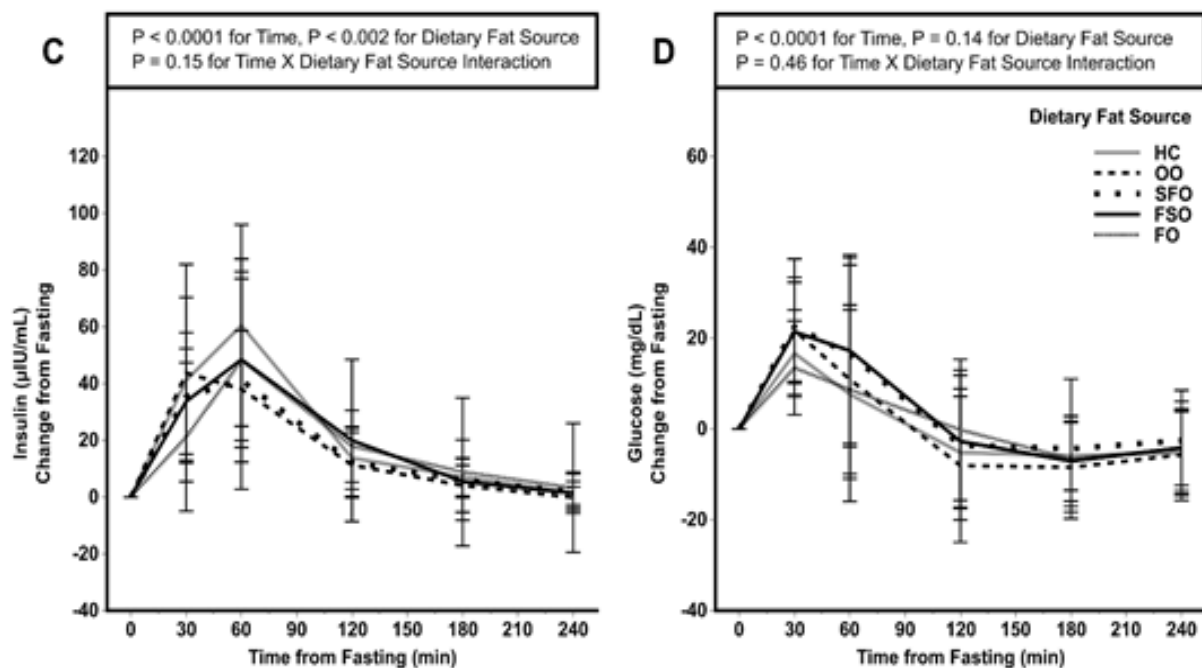 C
P < 0.0001 for Time, P < 0.002 for Dietary Fat Source
P = 0.15 for Time X Dietary Fat Source Interaction
120
100
80
60
40
20
0
-20
-40
Insulin (µIU/mL)
Change from Fasting
0 30 60 90 120 150 180 210 240
Time from Fasting (min)
D
P < 0.0001 for Time, P = 0.14 for Dietary Fat Source
P = 0.46 for Time X Dietary Fat Source Interaction
Dietary Fat Source
HC
OO
SFO
FSO
FO
60
40
20
0
-20
-40
Glucose (mg/dL)
Change from Fasting
0 30 60 90 120 150 180 210 240
Time from Fasting (min)